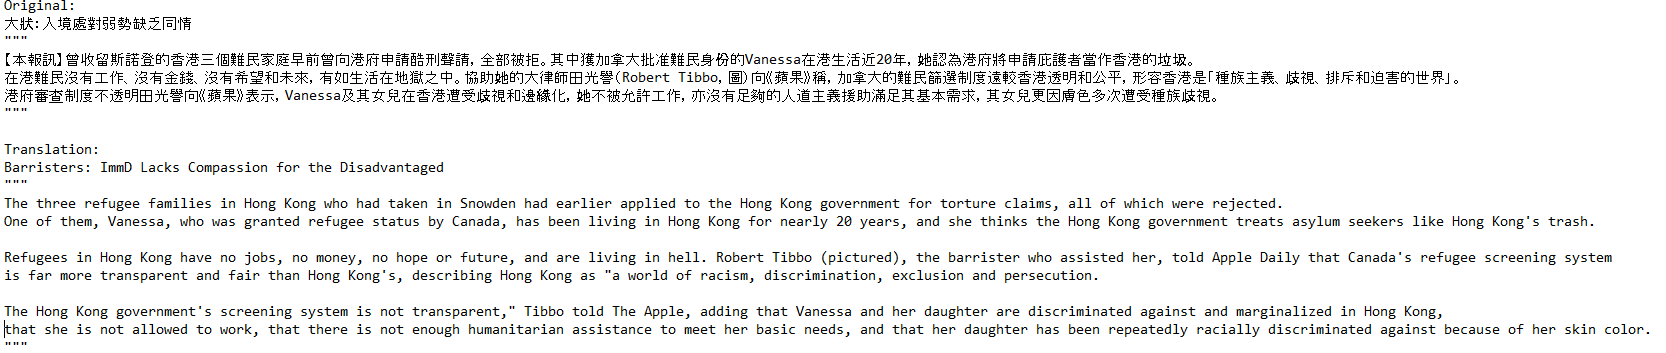 Original:
大狀：入境處對弱勢缺乏同情
"""
【本報訊】曾收留斯諾登的香港三個難民家庭早前曾向港府申請酷刑聲請，全部被拒。其中獲加拿大批准難民身份的Vanessa在港生活近20年，她認為港府將申請庇護者當作香港的垃圾。
在港難民沒有工作、沒有金錢、沒有希望和未來，有如生活在地獄之中。協助她的大律師田光譽（Robert Tibbo，圖）向《蘋果》稱，加拿大的難民篩選制度遠較香港透明和公平，形容香港是「種族主義、歧視、排斥和迫害的世界」。
港府審查制度不透明田光譽向《蘋果》表示，Vanessa及其女兒在香港遭受歧視和邊緣化，她不被允許工作，亦沒有足夠的人道主義援助滿足其基本需求，其女兒更因膚色多次遭受種族歧視。
"""
Translation:
Barristers: ImmD Lacks Compassion for the Disadvantaged
"""
The three refugee families in Hong Kong who had taken in Snowden had earlier applied to the Hong Kong government for torture claims, all of which were rejected.
One of them, Vanessa, who was granted refugee status by Canada, has been living in Hong Kong for nearly 20 years, and she thinks the Hong Kong government treats asylum seekers like Hong Kong's trash.
Refugees in Hong Kong have no jobs, no money, no hope or future, and are living in hell. Robert Tibbo (pictured), the barrister who assisted her, told Apple Daily that Canada's refugee screening system
is far more transparent and fair than Hong Kong's, describing Hong Kong as "a world of racism, discrimination, exclusion and persecution.
The Hong Kong government's screening system is not transparent," Tibbo told The Apple, adding that Vanessa and her daughter are discriminated against and marginalized in Hong Kong,
that she is not allowed to work, that there is not enough humanitarian assistance to meet her basic needs, and that her daughter has been repeatedly racially discriminated against because of her skin color.
"""